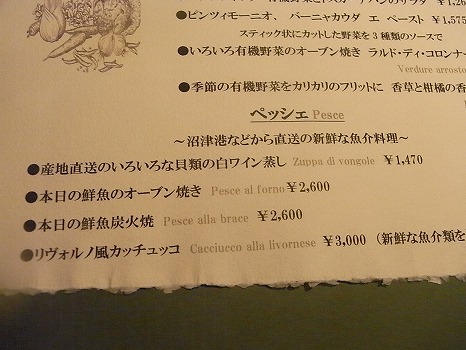 ●ピンツィモーニオ、 バーニャカウダ エ ペースト ￥1,575
スティック状にカットした野菜を３種類のソースで
●いろいろ有機野菜のオーブン焼き ラルド・ディ・コロンナー
Verdure arrosto
●季節の有機野菜をカリカリのフリットに 香草と柑橘の香
ペッシェ Pesce
～沼津港などから直送の新鮮な魚介料理～
●産地直送のいろいろな貝類の白ワイン蒸し Zuppa di vongole ￥1,470
●本日の鮮魚のオーブン焼き Pesce al forno ￥2,600
●本日の鮮魚炭火焼 Pesce alla brace ￥2,600
●リヴォルノ風カッチュッコ Cacciucco alla livornese ￥3,000 （新鮮な魚介類を